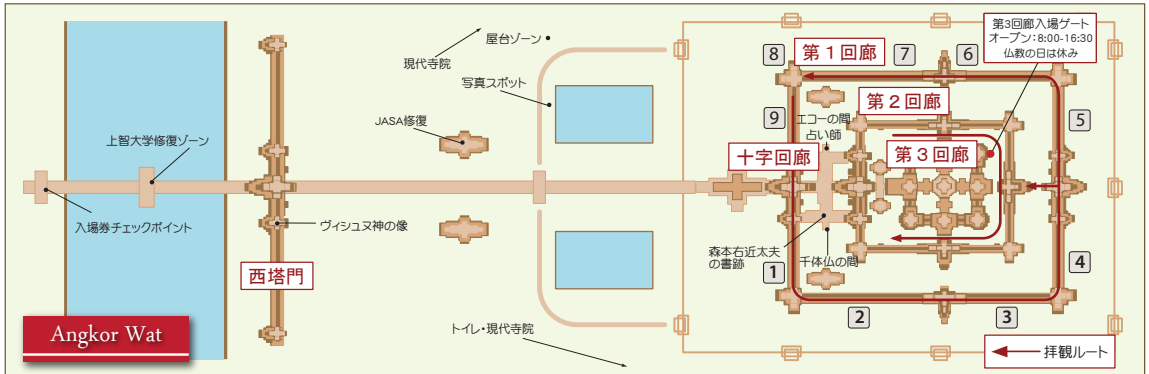 屋台ゾーン
現代寺院
写真スポット
JASA修復
上智大学修復ゾーン
入場券チェックポイント
ヴィシュヌ神の像
西塔門
Angkor Wat
トイレ・現代寺院
第3回廊入場ゲート
オープン：8:00-16:30
仏教の日は休み
8
第１回廊
7
6
第２回廊
9
エコーの間
占い師
5
十字回廊
第３回廊
森本右近太夫
の書跡
千体仏の間
1
4
2
3
拝観ルート